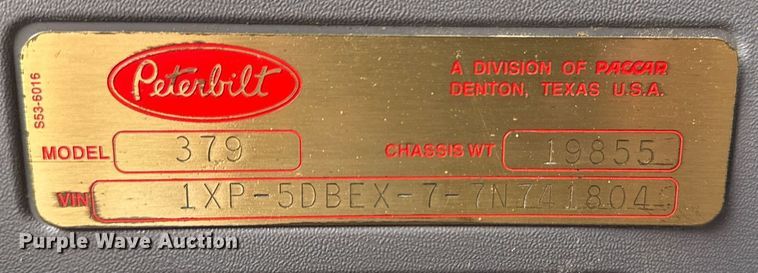 S53-6016
Peterbilt
A DIVISION OF PACCAR
DENTON, TEXAS U.S.A.
MODEL 379 CHASSIS WT 19855
VIN 1XP-5DBEX-7-7N741804
Purple Wave Auction